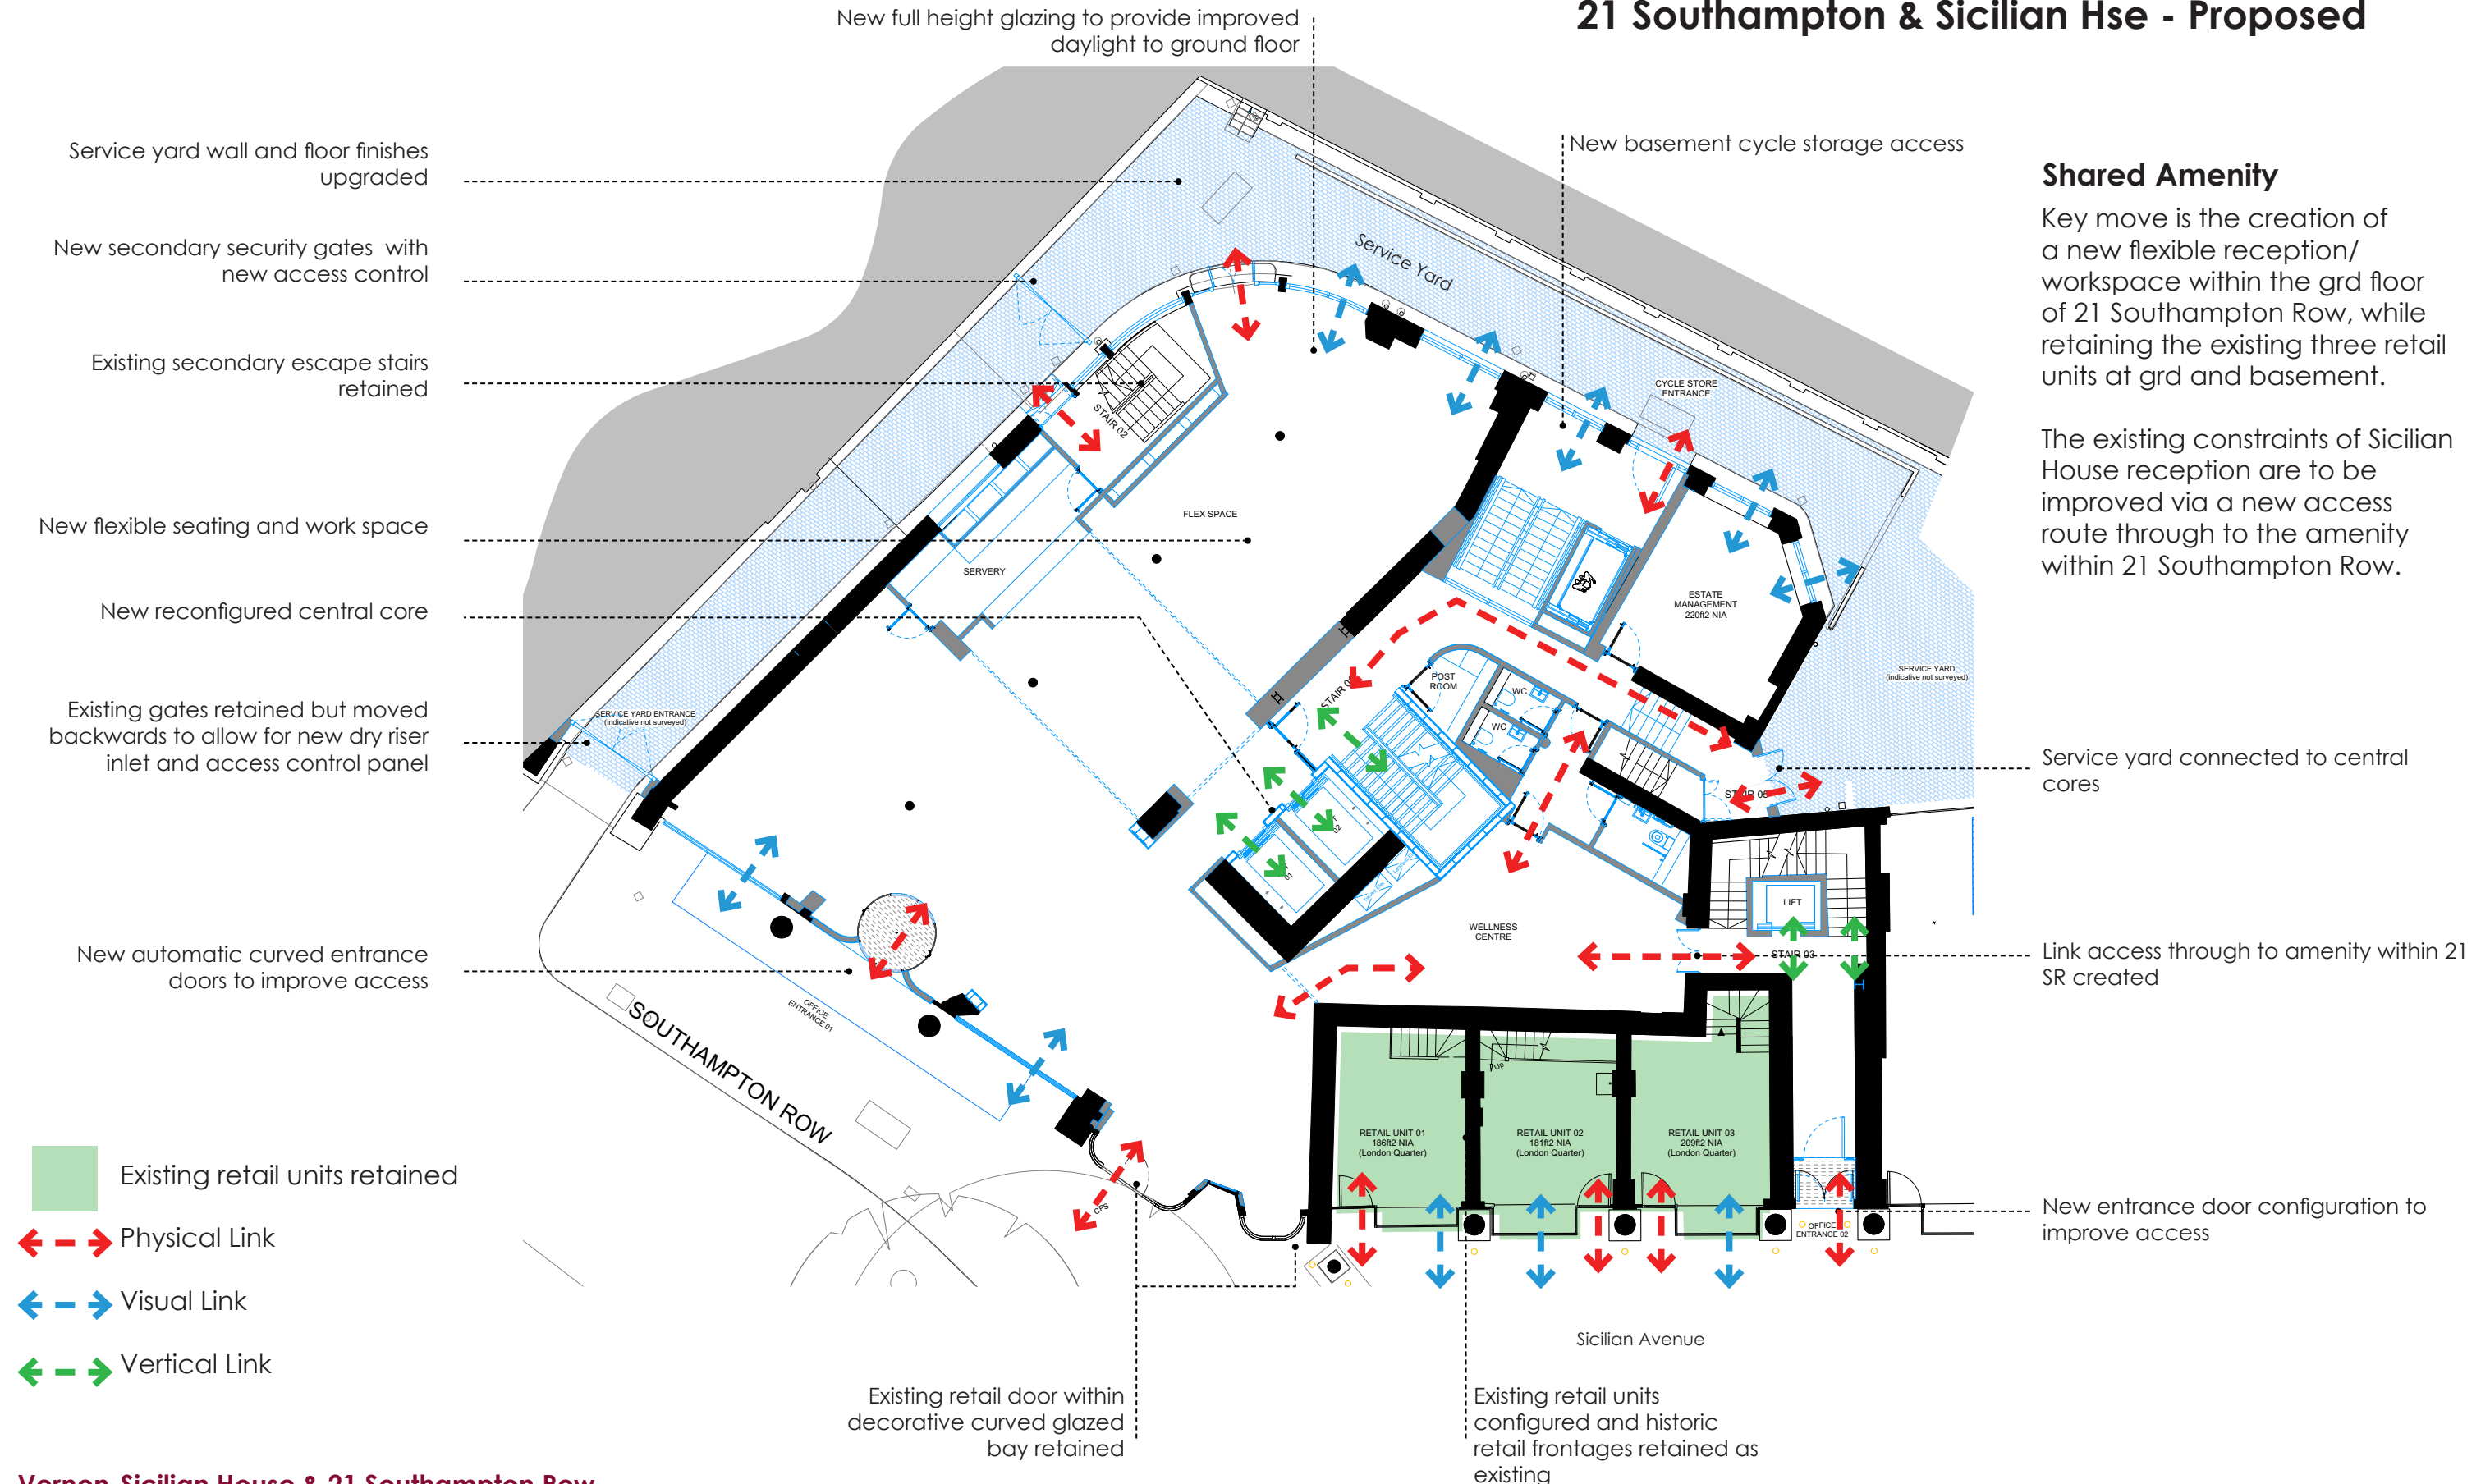 21 Southampton & Sicilian Hse - Proposed
New full height glazing to provide improved
daylight to ground floor
Service yard wall and floor finishes
upgraded
New secondary security gates with
new access control
Existing secondary escape stairs
retained
New flexible seating and work space
New reconfigured central core
Existing gates retained but moved
backwards to allow for new dry riser
inlet and access control panel
New automatic curved entrance
doors to improve access
New basement cycle storage access
Shared Amenity
Key move is the creation of
a new flexible reception/
workspace within the grd floor
of 21 Southampton Row, while
retaining the existing three retail
units at grd and basement.
The existing constraints of Sicilian
House reception are to be
improved via a new access
route through to the amenity
within 21 Southampton Row.
Service yard connected to central
cores
Link access through to amenity within 21
SR created
New entrance door configuration to
improve access
Service Yard
CYCLE STORE
ENTRANCE
STAIR 02
FLEX SPACE
SERVERY
ESTATE
MANAGEMENT
220ft2 NIA
SERVICE YARD
(indicative not surveyed)
SERVICE YARD ENTRANCE
(indicative not surveyed)
POST
ROOM
WC
WC
STAIR
STAIR 05
LIFT
STAIR 03
WELLNESS
CENTRE
OFFICE
ENTRANCE 01
SOUTHAMPTON ROW
CPS
UP
RETAIL UNIT 01
186ft2 NIA
(London Quarter)
RETAIL UNIT 02
181ft2 NIA
(London Quarter)
RETAIL UNIT 03
209ft2 NIA
(London Quarter)
OFFICE
ENTRANCE 02
Sicilian Avenue
Existing retail units retained
Physical Link
Visual Link
Vertical Link
Existing retail door within
decorative curved glazed
bay retained
Existing retail units
configured and historic
retail frontages retained as
existing
Vernon, Sicilian House & 21 Southampton Row